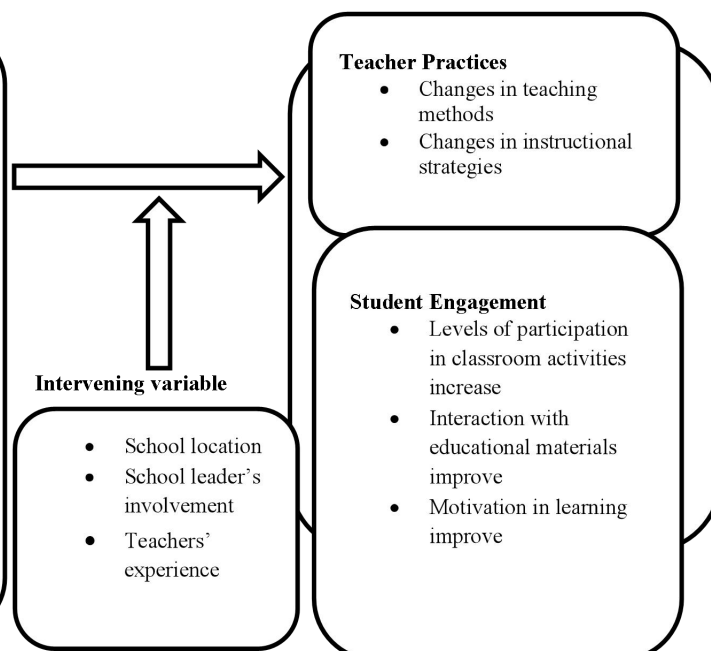 Teacher Practices
• Changes in teaching
methods
• Changes in instructional
strategies
Student Engagement
• Levels of participation
in classroom activities
increase
• Interaction with
educational materials
improve
• Motivation in learning
improve
Intervening variable
• School location
• School leader’s
involvement
• Teachers’
experience